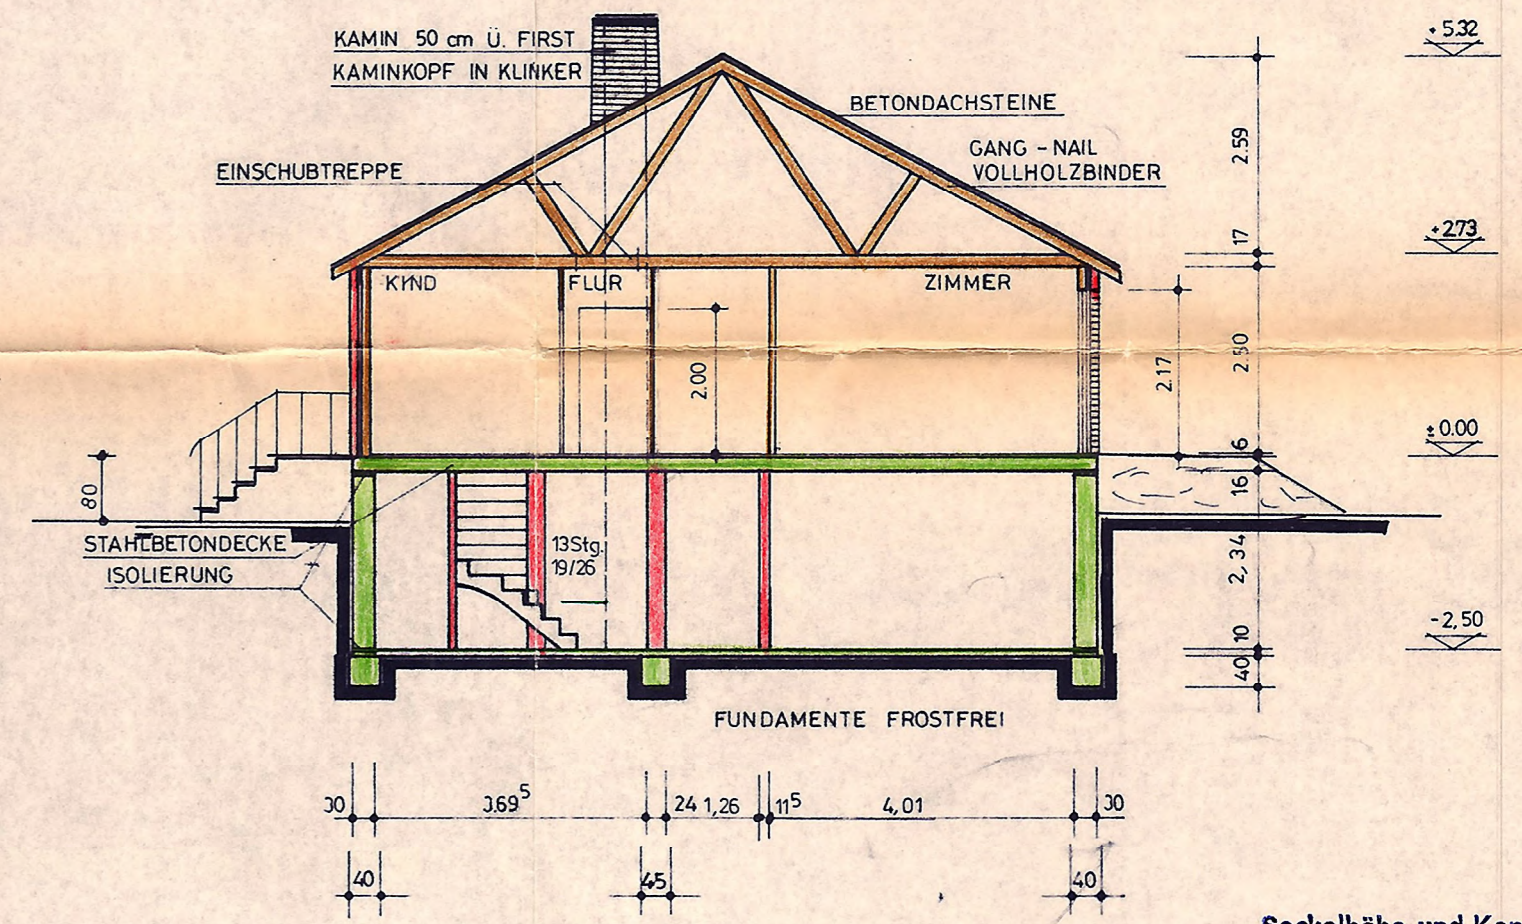 KAMIN 50 cm Ü. FIRST
KAMINKOPF IN KLINKER
BETONDACHSTEINE
GANG - NAIL
VOLLHOLZBINDER
EINSCHUBTREPPE
KIND FLUR ZIMMER
+5.32
2.59
17
+2.73
2.50
2.17
2.00
± 0.00
6
16
80
STAHLBETONDECKE
ISOLIERUNG
13 Stg.
19/26
2,34
-2,50
10
40
FUNDAMENTE FROSTFREI
30 3.69⁵ 24 1,26 11⁵ 4,01 30
40 45 40